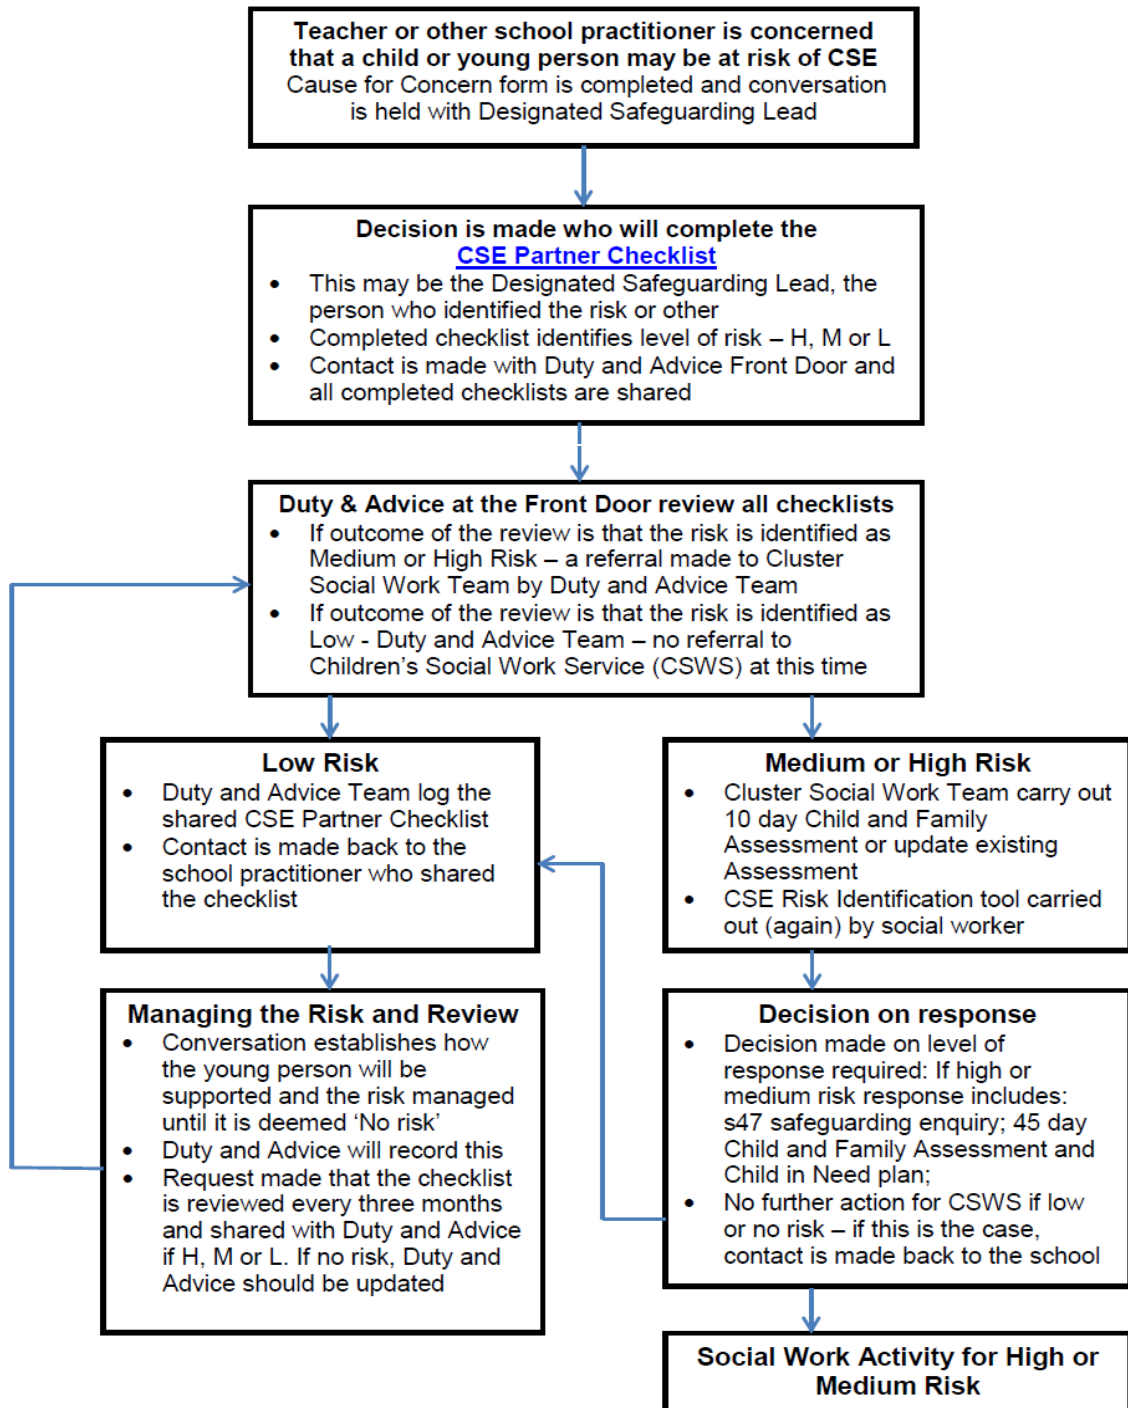 Teacher or other school practitioner is concerned
that a child or young person may be at risk of CSE
Cause for Concern form is completed and conversation
is held with Designated Safeguarding Lead
Decision is made who will complete the
CSE Partner Checklist
• This may be the Designated Safeguarding Lead, the
person who identified the risk or other
• Completed checklist identifies level of risk – H, M or L
• Contact is made with Duty and Advice Front Door and
all completed checklists are shared
Duty & Advice at the Front Door review all checklists
• If outcome of the review is that the risk is identified as
Medium or High Risk – a referral made to Cluster
Social Work Team by Duty and Advice Team
• If outcome of the review is that the risk is identified as
Low - Duty and Advice Team – no referral to
Children's Social Work Service (CSWS) at this time
Low Risk
• Duty and Advice Team log the
shared CSE Partner Checklist
• Contact is made back to the
school practitioner who shared
the checklist
Medium or High Risk
• Cluster Social Work Team carry out
10 day Child and Family
Assessment or update existing
Assessment
• CSE Risk Identification tool carried
out (again) by social worker
Managing the Risk and Review
• Conversation establishes how
the young person will be
supported and the risk managed
until it is deemed 'No risk'
• Duty and Advice will record this
• Request made that the checklist
is reviewed every three months
and shared with Duty and Advice
if H, M or L. If no risk, Duty and
Advice should be updated
Decision on response
• Decision made on level of
response required: If high or
medium risk response includes:
s47 safeguarding enquiry; 45 day
Child and Family Assessment and
Child in Need plan;
• No further action for CSWS if low
or no risk – if this is the case,
contact is made back to the school
Social Work Activity for High or
Medium Risk